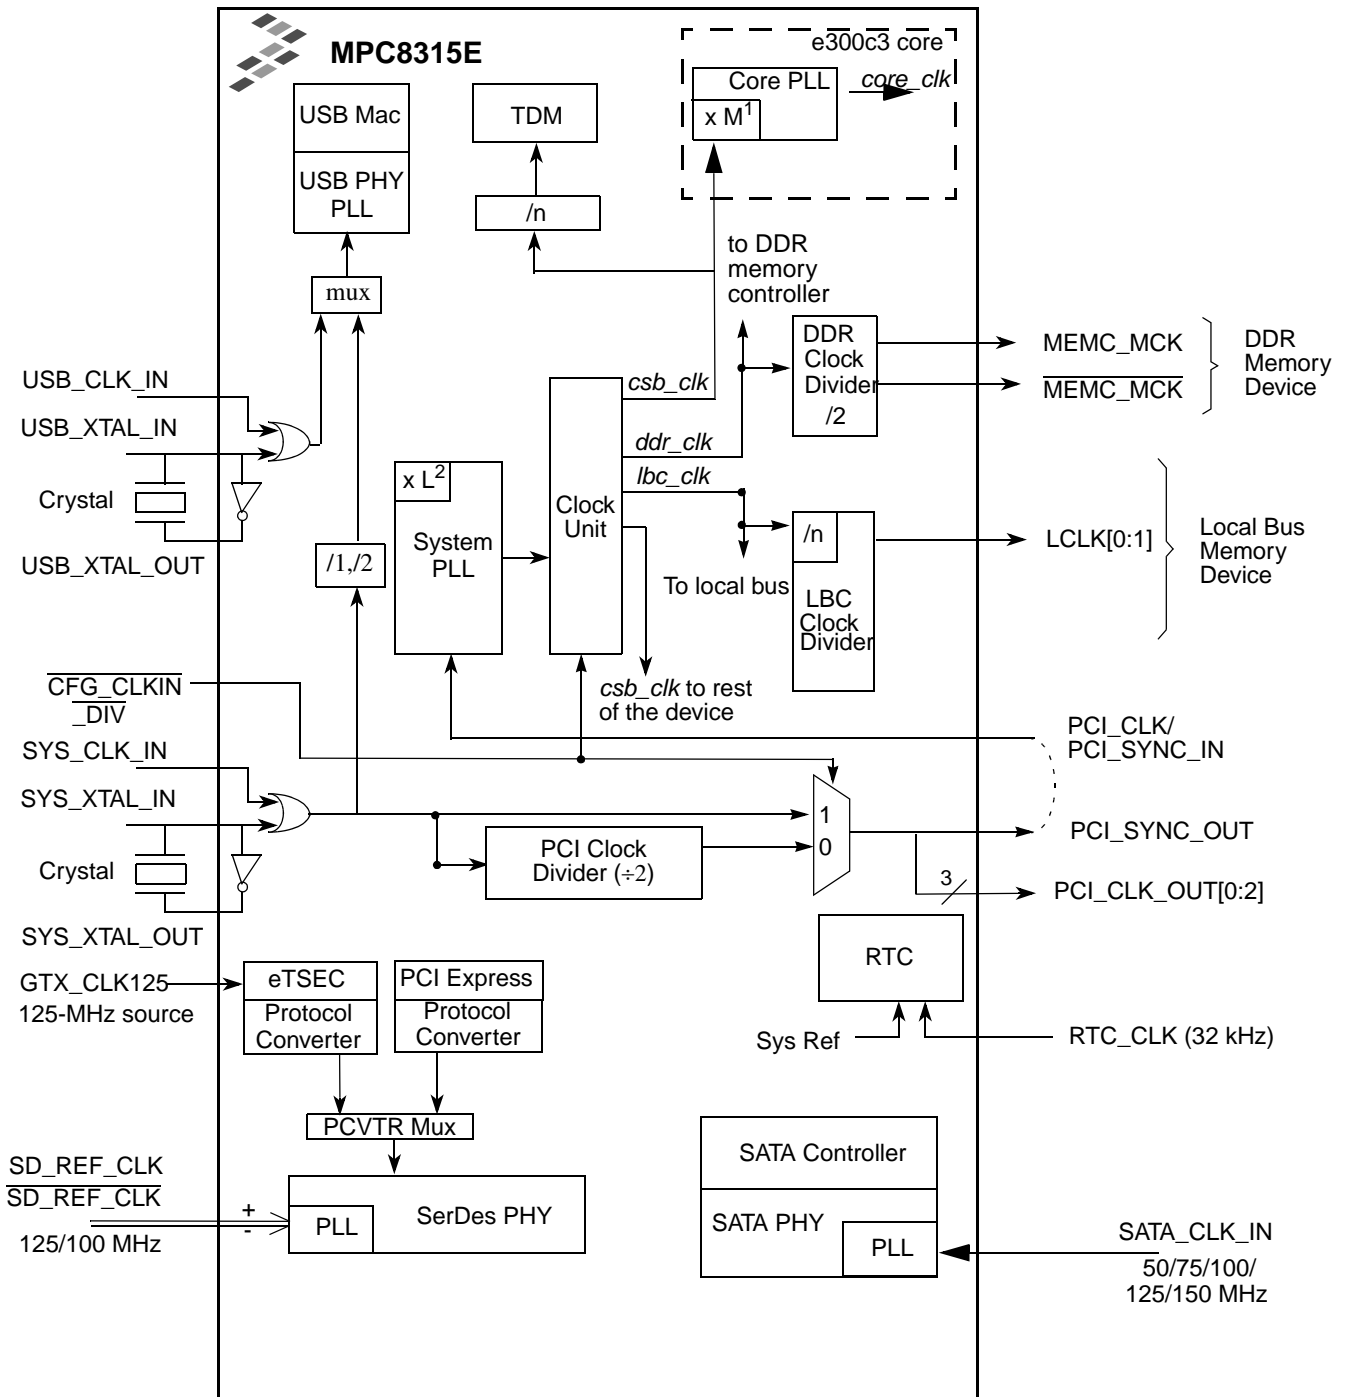 MPC8315E
e300c3 core
Core PLL
core_clk
x M1
USB Mac
USB PHY
PLL
TDM
/n
mux
to DDR
memory
controller
DDR
Clock
Divider
/2
MEMC_MCK
MEMC_MCK
DDR
Memory
Device
USB_CLK_IN
USB_XTAL_IN
Crystal
USB_XTAL_OUT
csb_clk
ddr_clk
lbc_clk
x L2
System
PLL
Clock
Unit
/1,/2
/n
LBC
Clock
Divider
To local bus
LCLK[0:1]
Local Bus
Memory
Device
csb_clk to rest
of the device
CFG_CLKIN
_DIV
SYS_CLK_IN
SYS_XTAL_IN
Crystal
SYS_XTAL_OUT
PCI_CLK/
PCI_SYNC_IN
1
0
PCI Clock
Divider (÷2)
PCI_SYNC_OUT
3
PCI_CLK_OUT[0:2]
GTX_CLK125
125-MHz source
eTSEC
Protocol
Converter
PCI Express
Protocol
Converter
RTC
Sys Ref
RTC_CLK (32 kHz)
PCVTR Mux
SD_REF_CLK
SD_REF_CLK
+
-
125/100 MHz
PLL
SerDes PHY
SATA Controller
SATA PHY
PLL
SATA_CLK_IN
50/75/100/
125/150 MHz